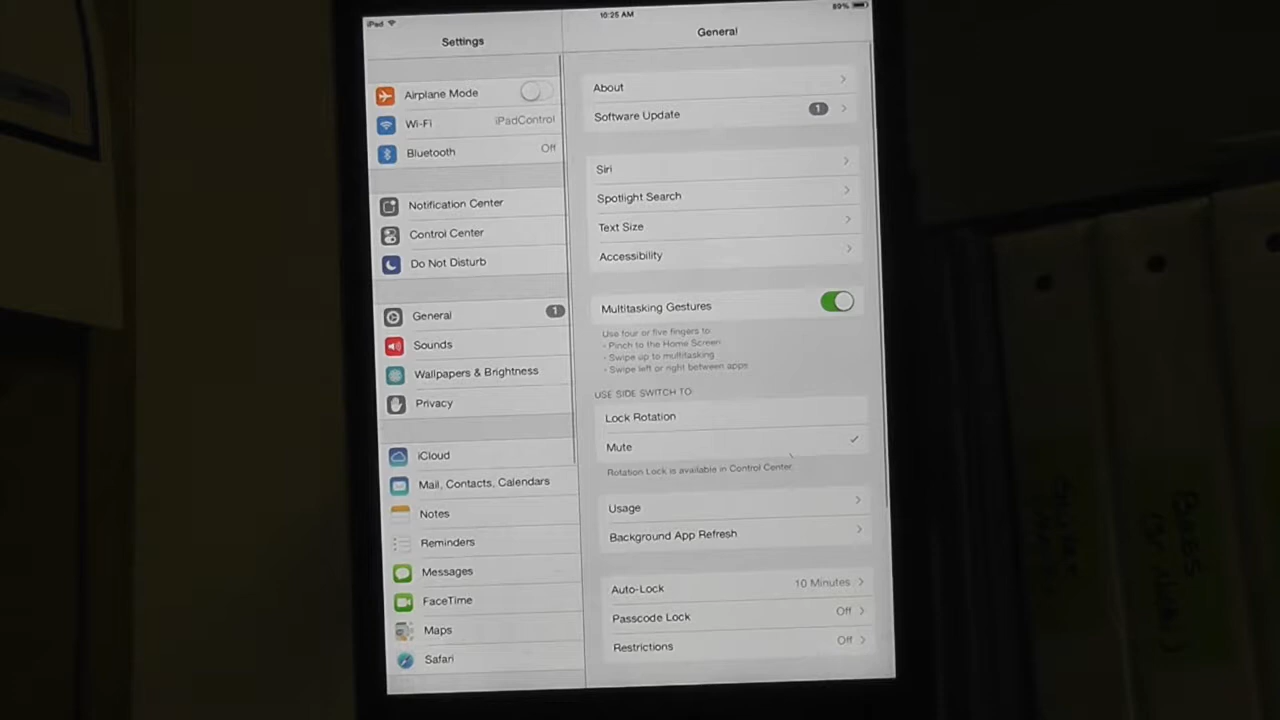 iPad
10:25 AM
89%
Settings
General
Airplane Mode
Wi-Fi iPadControl
Bluetooth Off
Notification Center
Control Center
Do Not Disturb
General 1
Sounds
Wallpapers & Brightness
Privacy
iCloud
Mail, Contacts, Calendars
Notes
Reminders
Messages
FaceTime
Maps
Safari
About
Software Update 1
Siri
Spotlight Search
Text Size
Accessibility
Multitasking Gestures
Use four or five fingers to:
- Pinch to the Home Screen
- Swipe up to multitasking
- Swipe left or right between apps
USE SIDE SWITCH TO:
Lock Rotation
Mute
Rotation Lock is available in Control Center.
Usage
Background App Refresh
Auto-Lock 10 Minutes
Passcode Lock Off
Restrictions Off